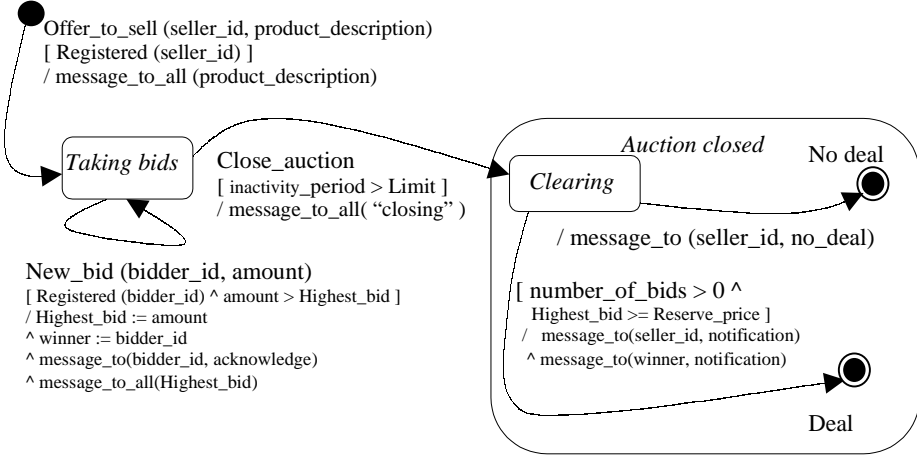 Offer_to_sell (seller_id, product_description)
[ Registered (seller_id) ]
/ message_to_all (product_description)
Taking bids
Close_auction
[ inactivity_period > Limit ]
/ message_to_all( “closing” )
New_bid (bidder_id, amount)
[ Registered (bidder_id) ^ amount > Highest_bid ]
/ Highest_bid := amount
^ winner := bidder_id
^ message_to(bidder_id, acknowledge)
^ message_to_all(Highest_bid)
Auction closed
No deal
Clearing
/ message_to (seller_id, no_deal)
[ number_of_bids > 0 ^
Highest_bid >= Reserve_price ]
/ message_to(seller_id, notification)
^ message_to(winner, notification)
Deal